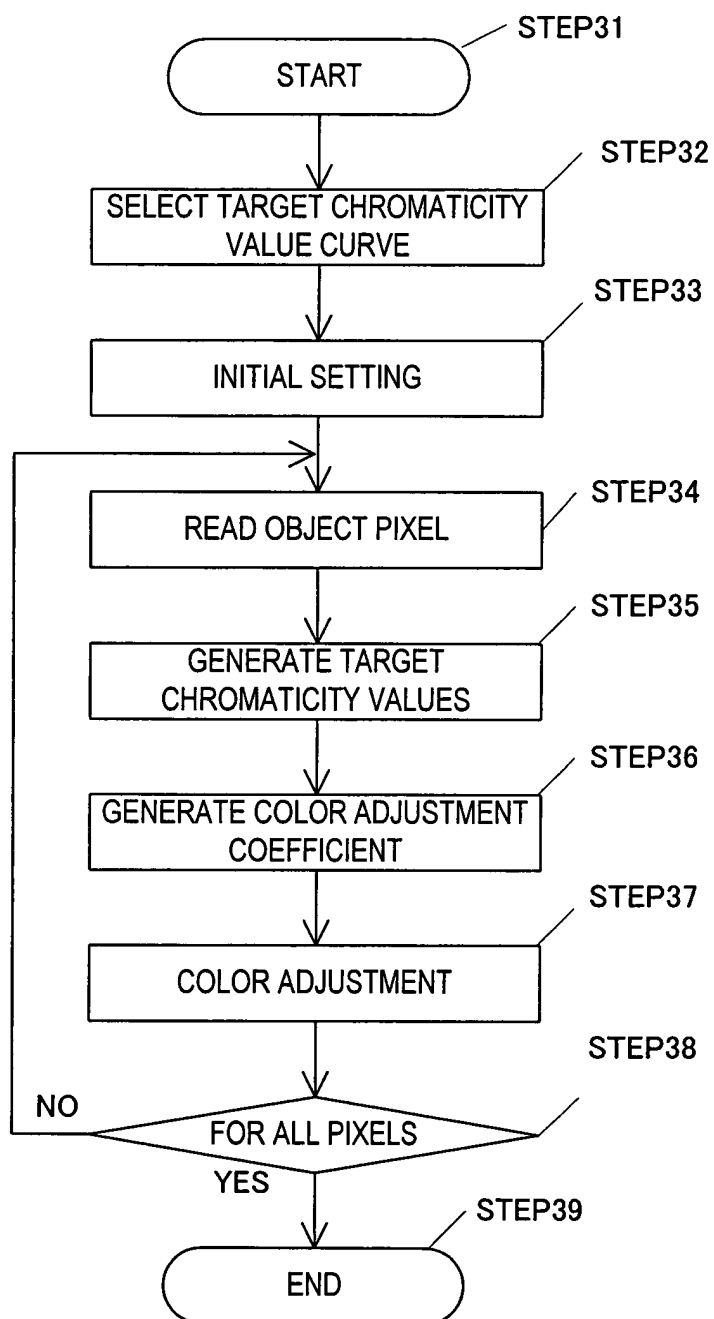 STEP31
START
STEP32
SELECT TARGET CHROMATICITY
VALUE CURVE
STEP33
INITIAL SETTING
STEP34
READ OBJECT PIXEL
STEP35
GENERATE TARGET
CHROMATICITY VALUES
STEP36
GENERATE COLOR ADJUSTMENT
COEFFICIENT
STEP37
COLOR ADJUSTMENT
STEP38
NO
FOR ALL PIXELS
YES
STEP39
END